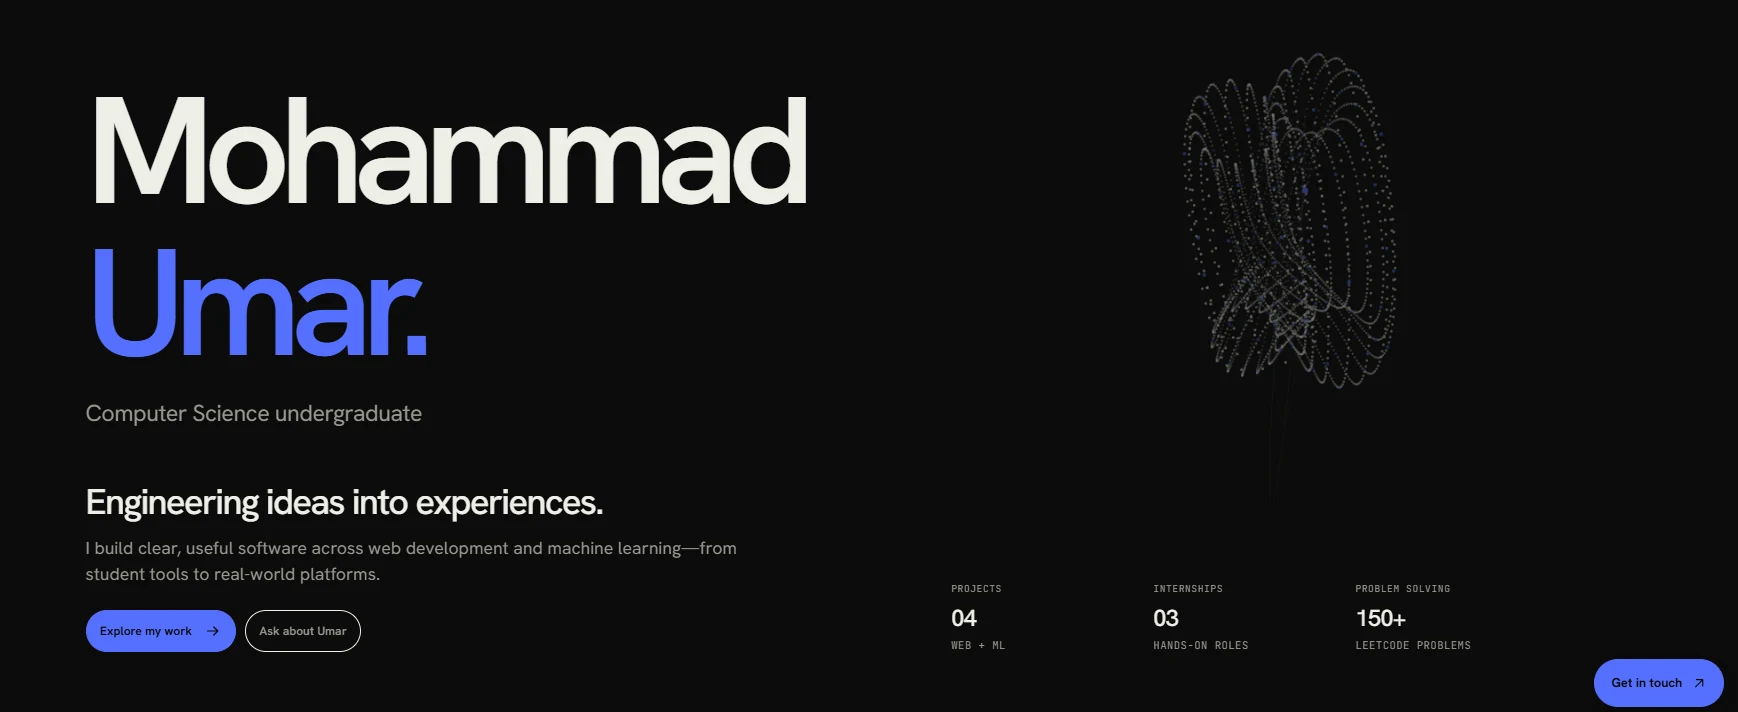 Mohammad
Umar.
Computer Science undergraduate
Engineering ideas into experiences.
I build clear, useful software across web development and machine learning—from
student tools to real-world platforms.
Explore my work →
Ask about Umar
PROJECTS
04
WEB + ML
INTERNSHIPS
03
HANDS-ON ROLES
PROBLEM SOLVING
150+
LEETCODE PROBLEMS
Get in touch ↗